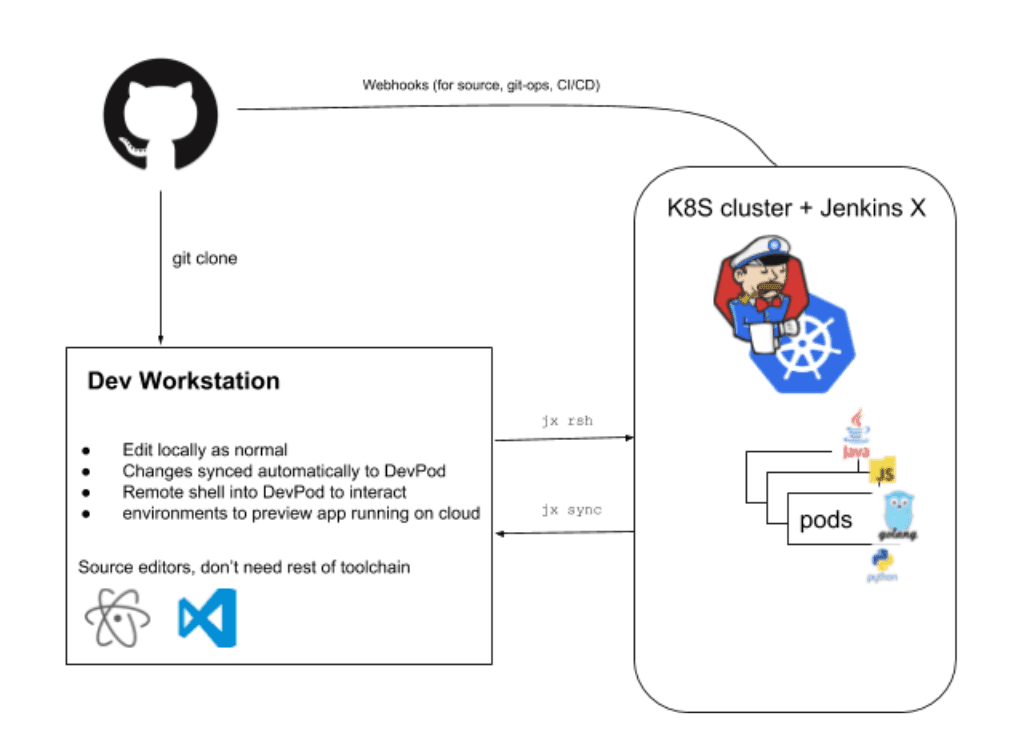 Webhooks (for source, git-ops, CI/CD)
K8S cluster + Jenkins X
git clone
Dev Workstation
● Edit locally as normal
● Changes synced automatically to DevPod
● Remote shell into DevPod to interact
● environments to preview app running on cloud
Source editors, don't need rest of toolchain
jx rsh
jx sync
Java
JS
pods
golang
python